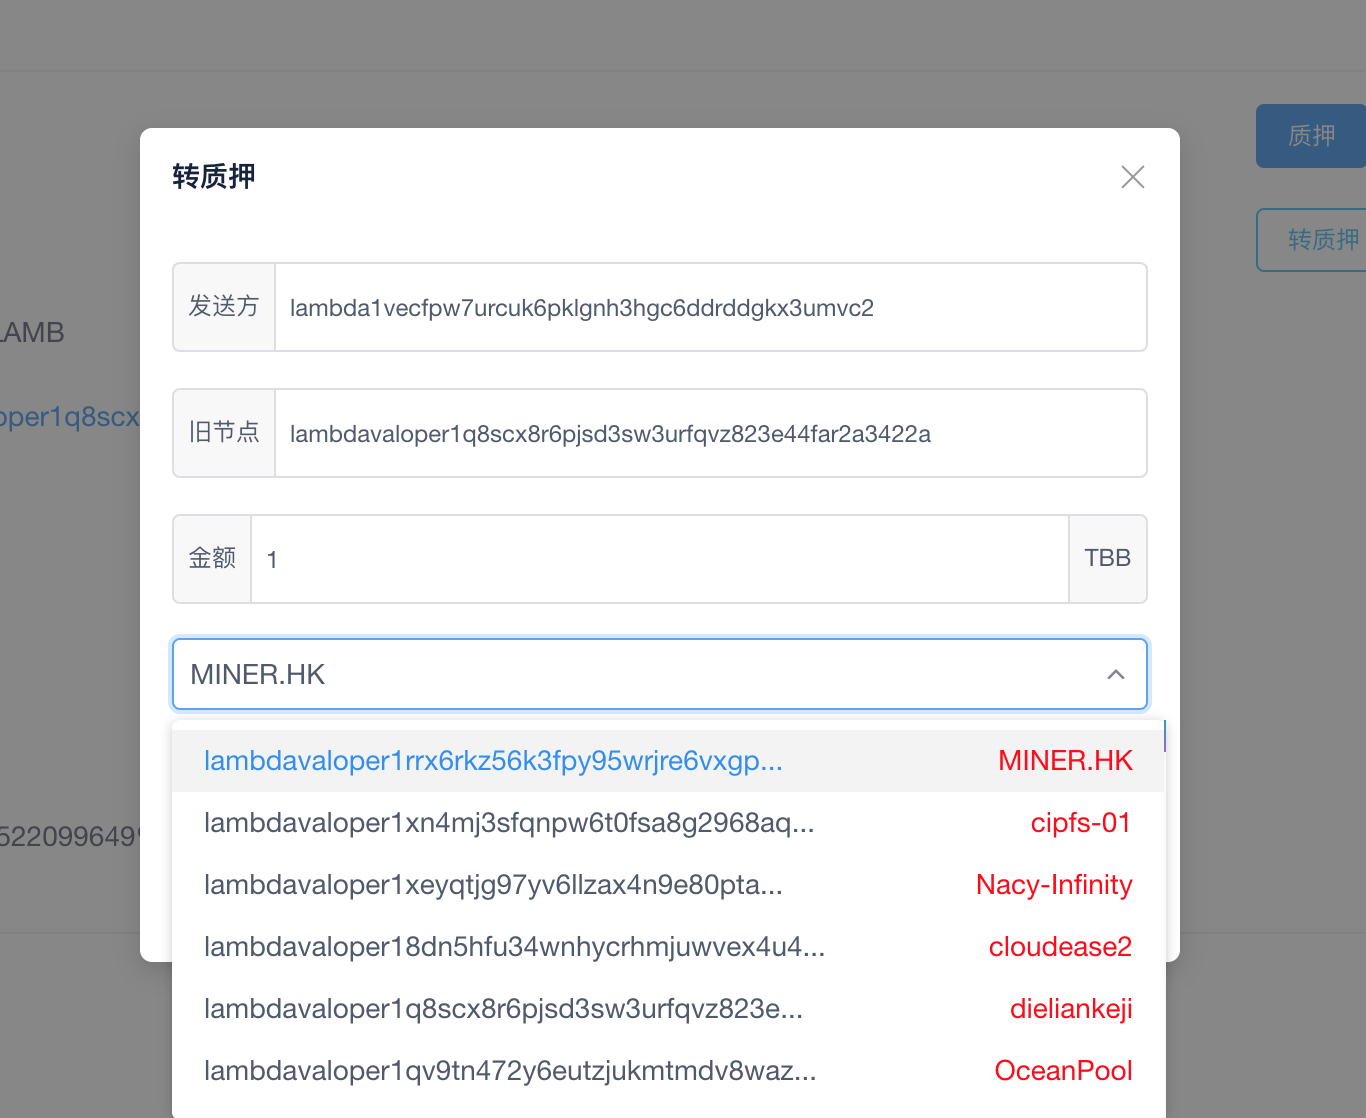 质押
转质押
转质押
发送方 lambda1vecfpw7urcuk6pklgnh3hgc6ddrddgkx3umvc2
LAMB
oper1q8scx
旧节点 lambdavaloper1q8scx8r6pjsd3sw3urfqvz823e44far2a3422a
金额 1 TBB
MINER.HK
lambdavaloper1rrx6rkz56k3fpy95wrjre6vxgp... MINER.HK
lambdavaloper1xn4mj3sfqnpw6t0fsa8g2968aq... cipfs-01
522099649
lambdavaloper1xeyqtjg97yv6llzax4n9e80pta... Nacy-Infinity
lambdavaloper18dn5hfu34wnhycrhmjuwvex4u4... cloudease2
lambdavaloper1q8scx8r6pjsd3sw3urfqvz823e... dieliankeji
lambdavaloper1qv9tn472y6eutzjukmtmdv8waz... OceanPool